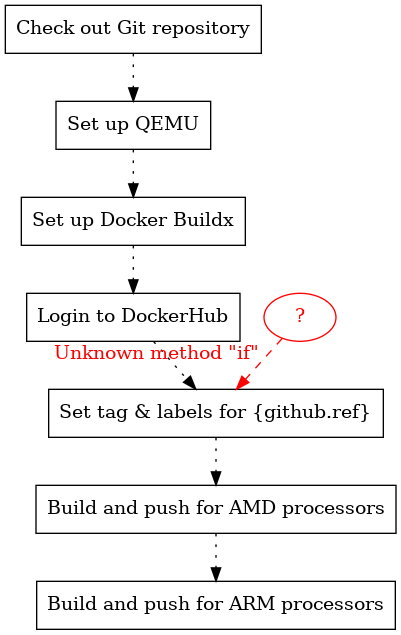 Check out Git repository
Set up QEMU
Set up Docker Buildx
Login to DockerHub
?
Unknown method "if"
Set tag & labels for {github.ref}
Build and push for AMD processors
Build and push for ARM processors